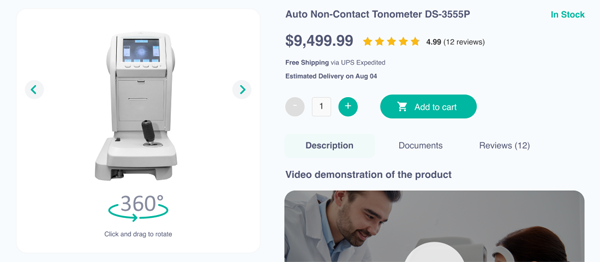 Auto Non-Contact Tonometer DS-3555P
In Stock
$9,499.99 4.99 (12 reviews)
Free Shipping via UPS Expedited
Estimated Delivery on Aug 04
- 1 + Add to cart
Description Documents Reviews (12)
Video demonstration of the product
360°
Click and drag to rotate